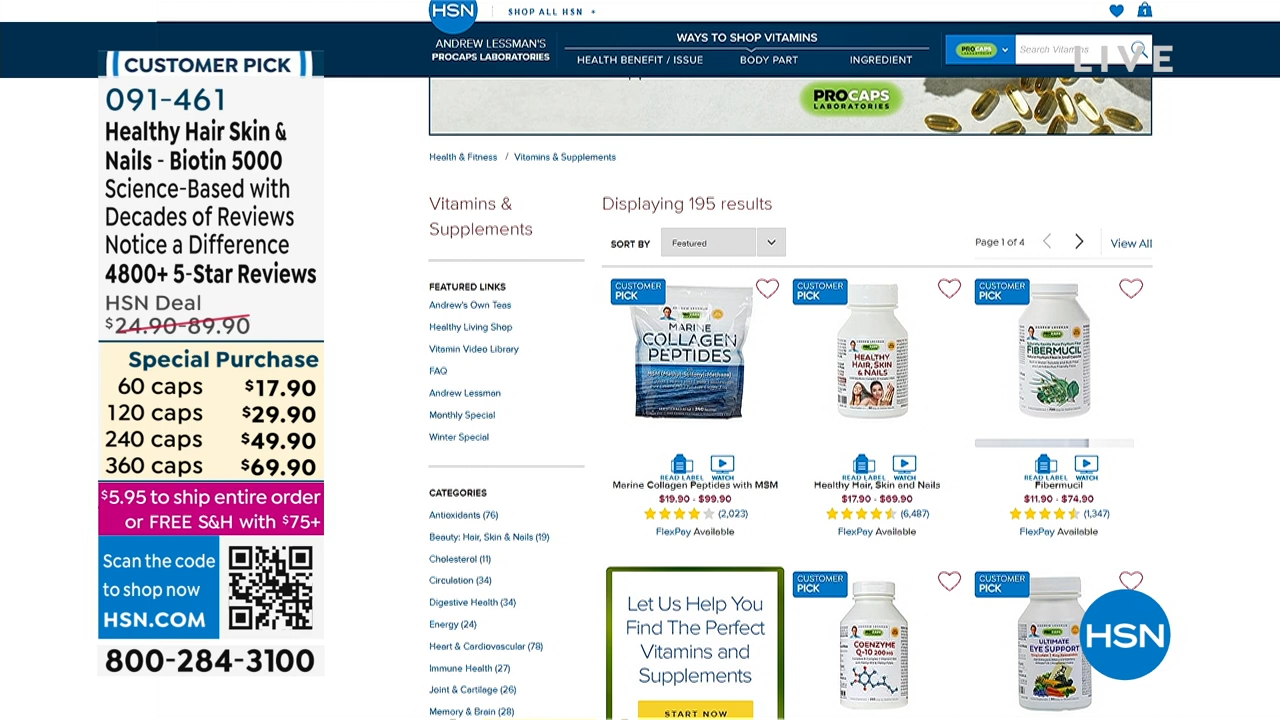 HSN
SHOP ALL HSN +
1
ANDREW LESSMAN'S
PROCAPS LABORATORIES
WAYS TO SHOP VITAMINS
HEALTH BENEFIT / ISSUE
BODY PART
INGREDIENT
PROCAPS
Search Vitamins
LIVE
CUSTOMER PICK
091-461
Healthy Hair Skin &
Nails - Biotin 5000
Science-Based with
Decades of Reviews
Notice a Difference
4800+ 5-Star Reviews
HSN Deal
$24.90-89.90
Special Purchase
60 caps $17.90
120 caps $29.90
240 caps $49.90
360 caps $69.90
$5.95 to ship entire order
or FREE S&H with $75+
Scan the code
to shop now
HSN.COM
800-284-3100
PROCAPS
LABORATORIES
Health & Fitness / Vitamins & Supplements
Vitamins &
Supplements
FEATURED LINKS
Andrew's Own Teas
Healthy Living Shop
Vitamin Video Library
FAQ
Andrew Lessman
Monthly Special
Winter Special
CATEGORIES
Antioxidants (76)
Beauty: Hair, Skin & Nails (19)
Cholesterol (11)
Circulation (34)
Digestive Health (34)
Energy (24)
Heart & Cardiovascular (78)
Immune Health (27)
Joint & Cartilage (26)
Memory & Brain (28)
Displaying 195 results
SORT BY
Featured
Page 1 of 4
View All
CUSTOMER
PICK
MARINE
COLLAGEN
PEPTIDES
READ LABEL
WATCH
Marine Collagen Peptides with MSM
$19.90 - $99.90
(2,023)
FlexPay Available
CUSTOMER
PICK
HEALTHY
HAIR, SKIN
& NAILS
READ LABEL
WATCH
Healthy Hair, Skin and Nails
$17.90 - $69.90
(6,487)
FlexPay Available
CUSTOMER
PICK
FIBERMUCIL
READ LABEL
WATCH
Fibermucil
$11.90 - $74.90
(1,347)
FlexPay Available
Let Us Help You
Find The Perfect
Vitamins and
Supplements
START NOW
CUSTOMER
PICK
COENZYME
Q-10 200MG
CUSTOMER
PICK
ULTIMATE
EYE SUPPORT
HSN